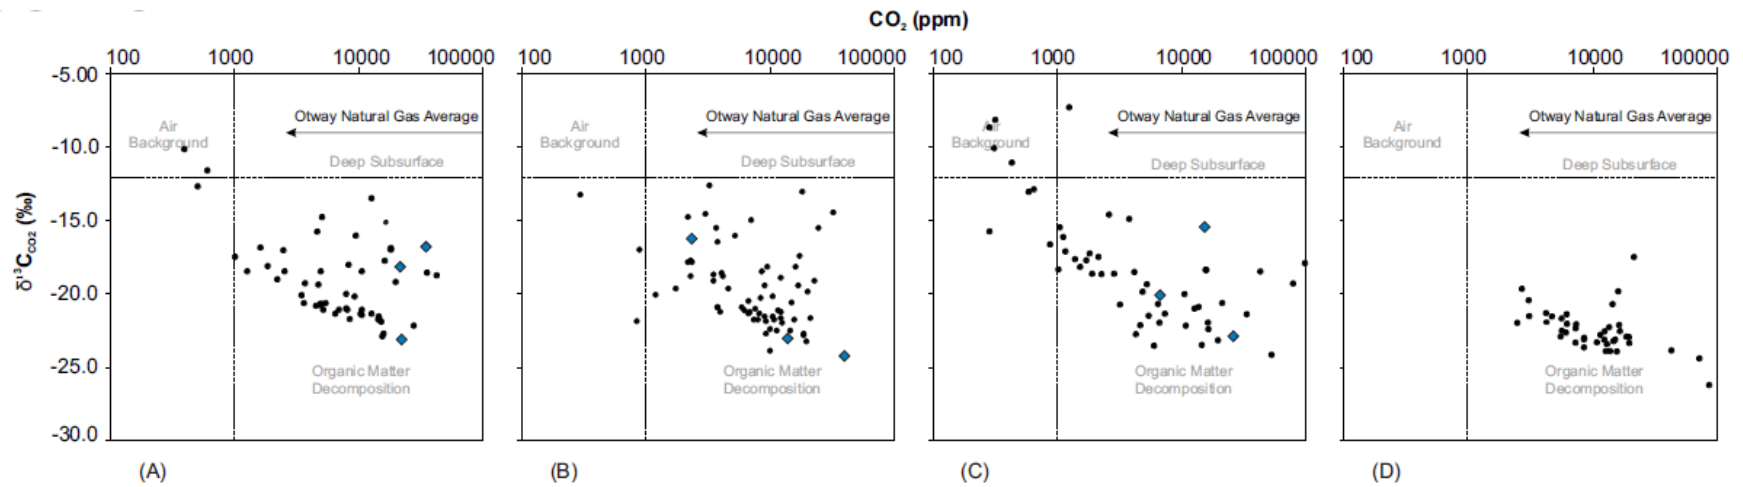 CO₂ (ppm)
100 1000 10000 100000 100 1000 10000 100000 100 1000 10000 100000 100 1000 10000 100000
-5.00
-10.0
-15.0
-20.0
-25.0
-30.0
δ¹³C_CO2 (‰)
Otway Natural Gas Average
Air
Background
Deep Subsurface
Organic Matter
Decomposition
(A)
Otway Natural Gas Average
Air
Background
Deep Subsurface
Organic Matter
Decomposition
(B)
Otway Natural Gas Average
Air
Background
Deep Subsurface
Organic Matter
Decomposition
(C)
Otway Natural Gas Average
Air
Background
Deep Subsurface
Organic Matter
Decomposition
(D)